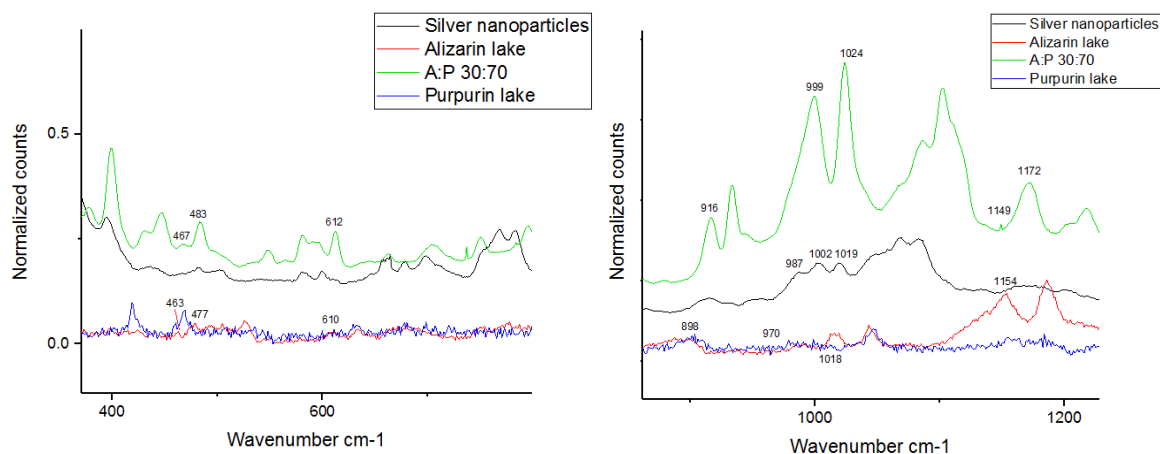 Silver nanoparticles
Alizarin lake
A:P 30:70
Purpurin lake
Normalized counts
0.5
0.0
483
467
612
463
477
610
400
600
Wavenumber cm-1
Silver nanoparticles
Alizarin lake
A:P 30:70
Purpurin lake
Normalized counts
1024
999
1172
916
1149
987
1002
1019
1154
898
970
1018
1000
1200
Wavenumber cm-1